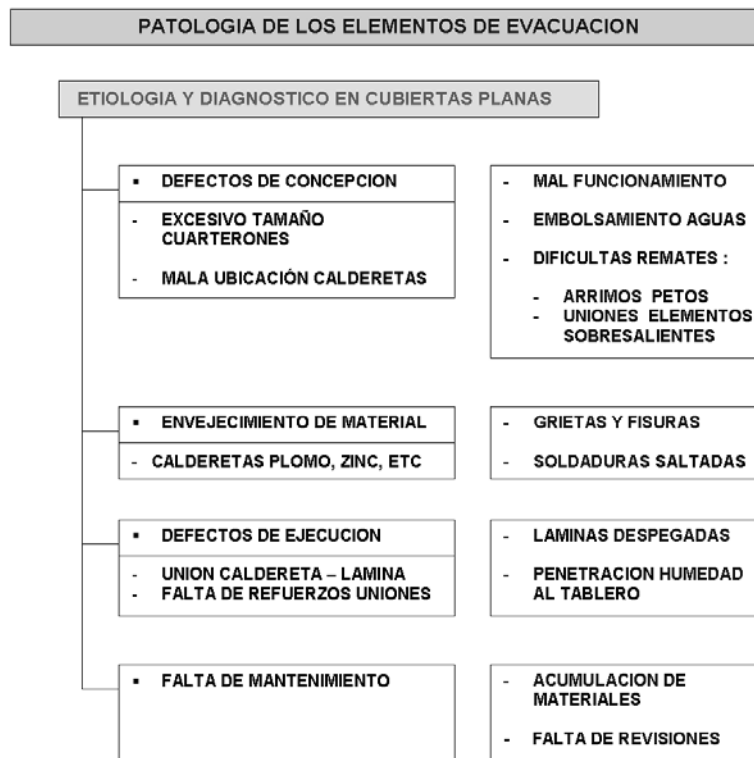 PATOLOGIA DE LOS ELEMENTOS DE EVACUACION
ETIOLOGIA Y DIAGNOSTICO EN CUBIERTAS PLANAS
▪ DEFECTOS DE CONCEPCION
- EXCESIVO TAMAÑO
CUARTERONES
- MALA UBICACIÓN CALDERETAS
- MAL FUNCIONAMIENTO
- EMBOLSAMIENTO AGUAS
- DIFICULTAS REMATES :
- ARRIMOS PETOS
- UNIONES ELEMENTOS
SOBRESALIENTES
▪ ENVEJECIMIENTO DE MATERIAL
- CALDERETAS PLOMO, ZINC, ETC
- GRIETAS Y FISURAS
- SOLDADURAS SALTADAS
▪ DEFECTOS DE EJECUCION
- UNION CALDERETA – LAMINA
- FALTA DE REFUERZOS UNIONES
- LAMINAS DESPEGADAS
- PENETRACION HUMEDAD
AL TABLERO
▪ FALTA DE MANTENIMIENTO
- ACUMULACION DE
MATERIALES
- FALTA DE REVISIONES